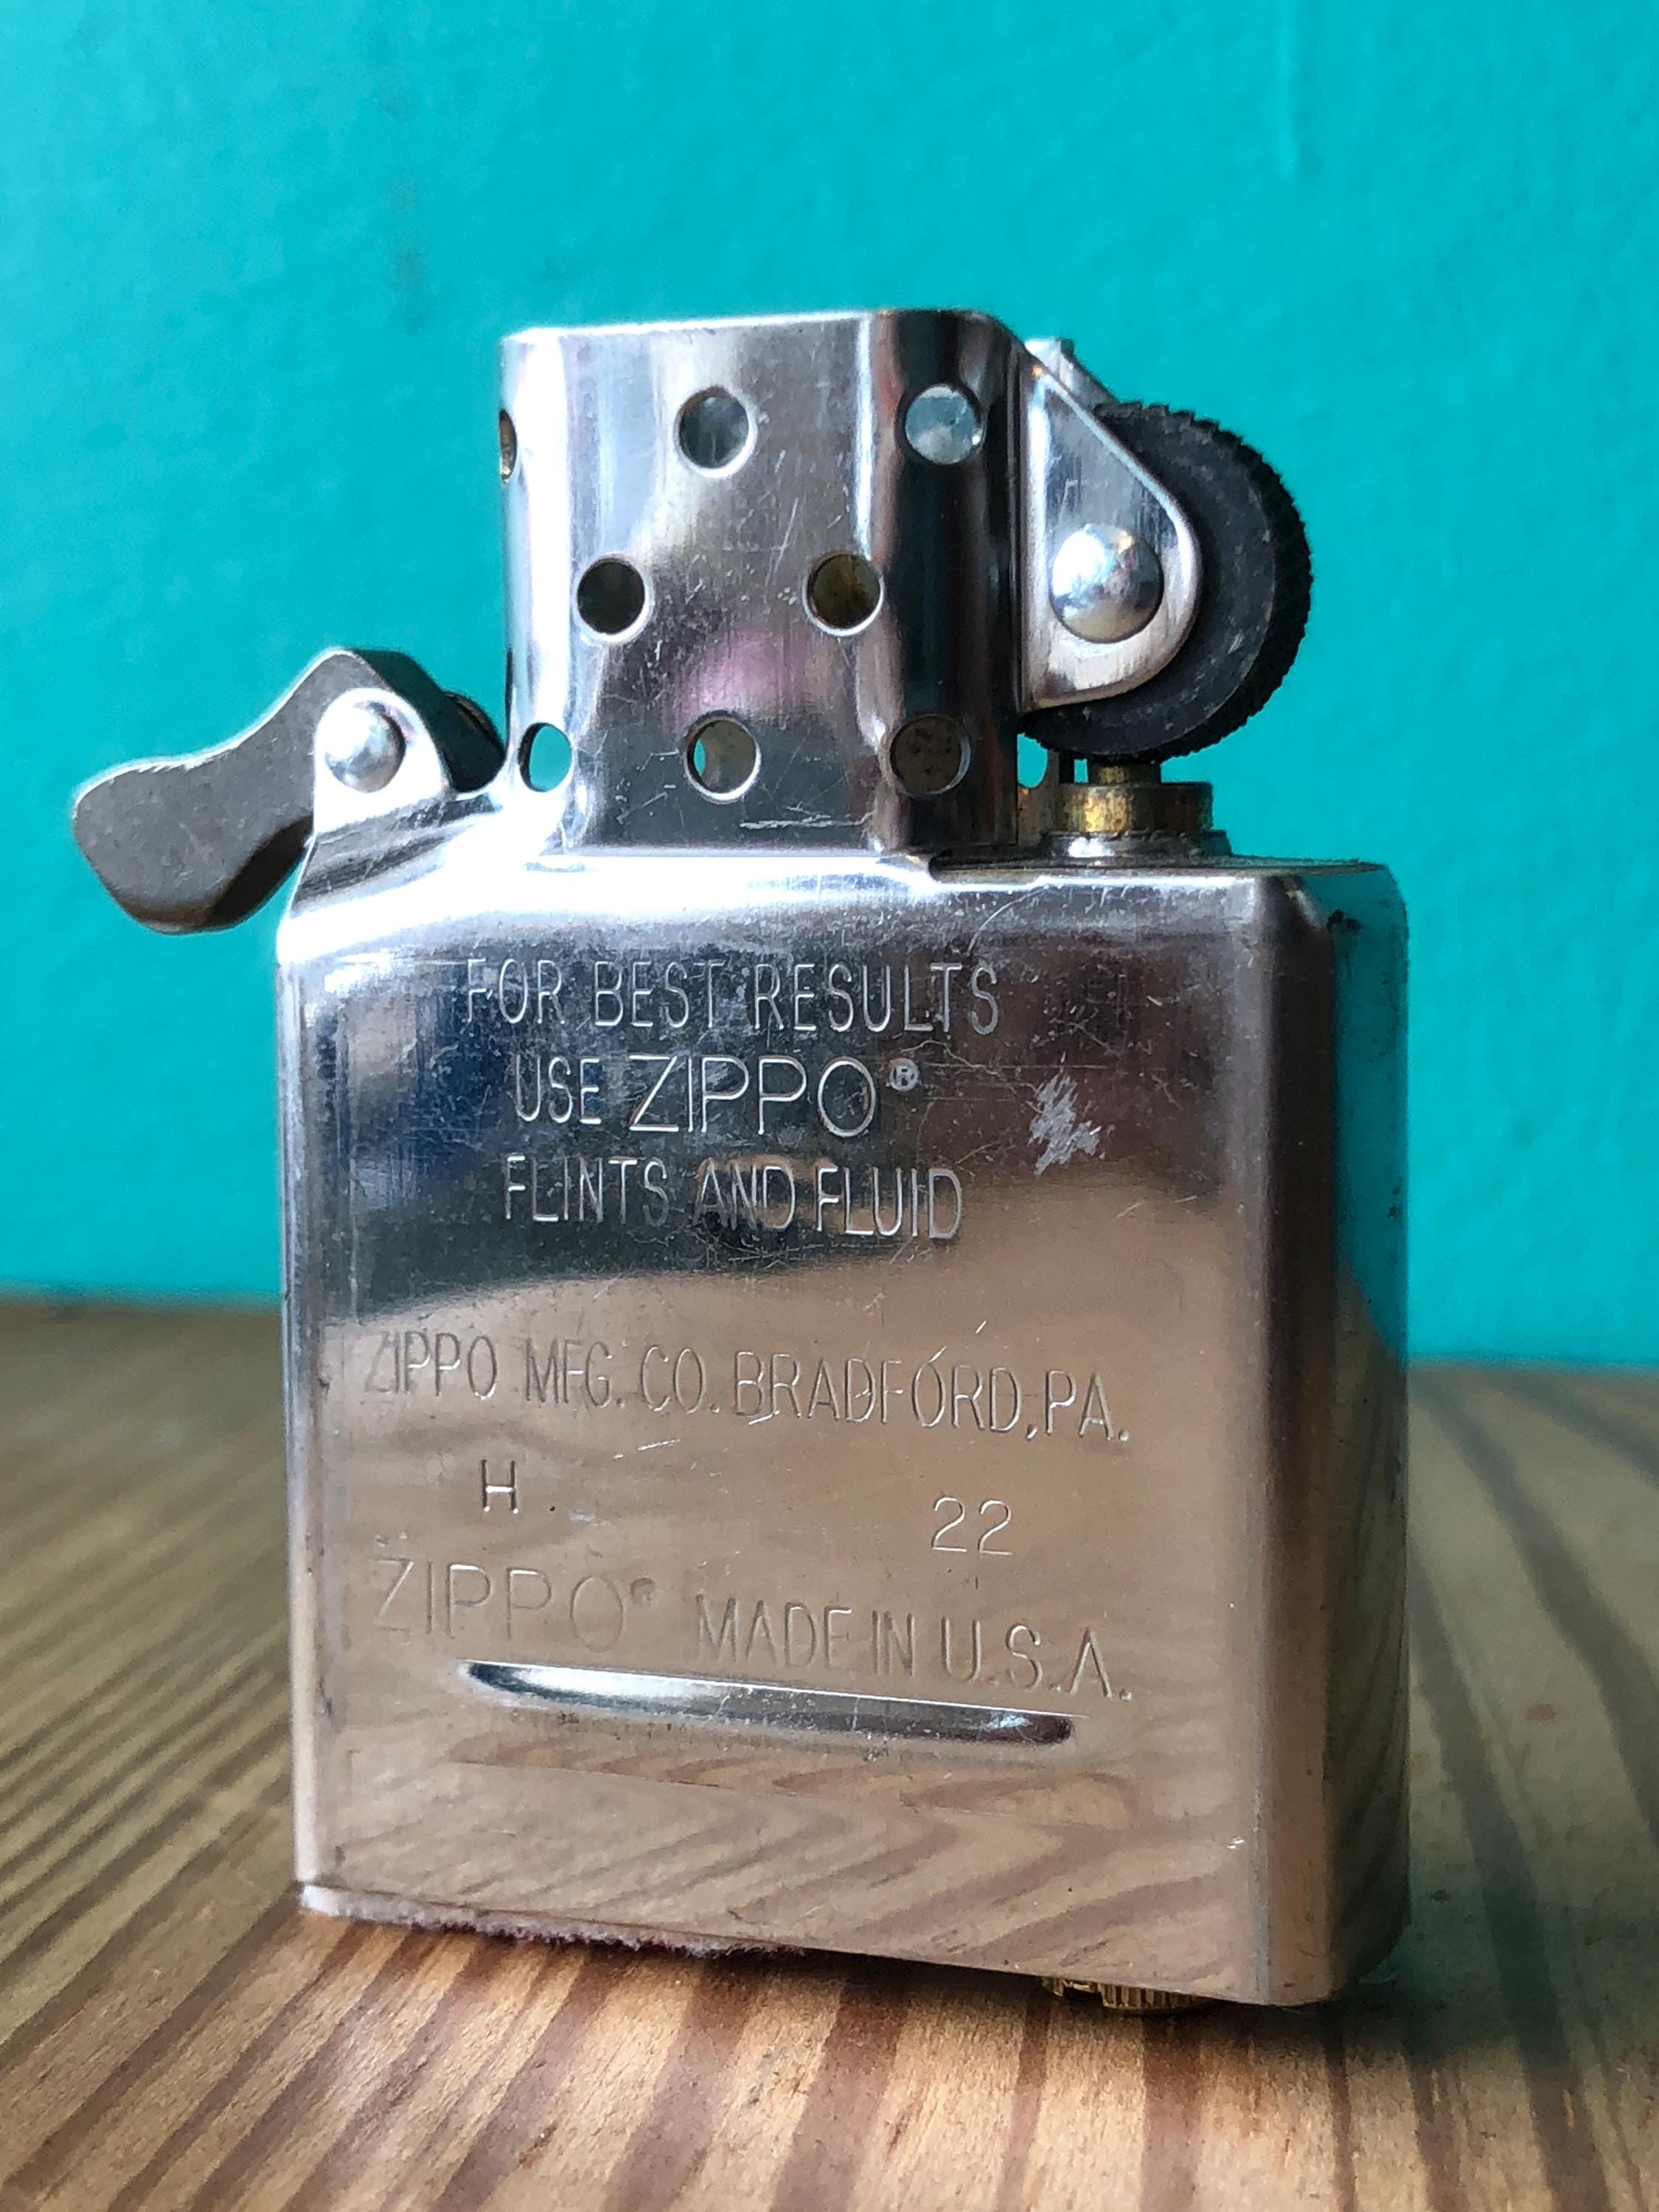 FOR BEST RESULTS
USE ZIPPO®
FLINTS AND FLUID
ZIPPO MFG. CO. BRADFORD, PA.
H 22
ZIPPO® MADE IN U.S.A.